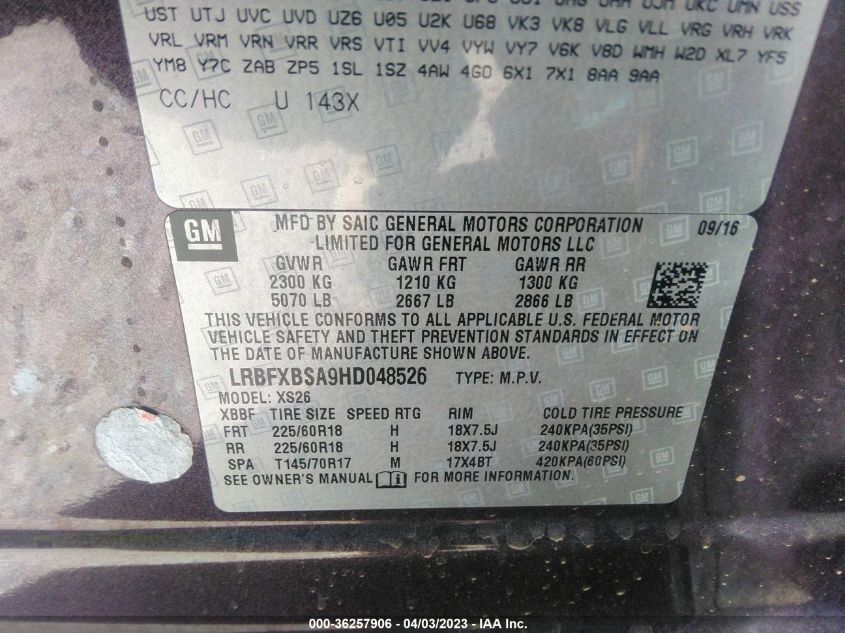 UKC UMN USS
UST UTJ UVC UVD UZ6 U05 U2K U68 VK3 VK8 VLG VLL VRG VRH VRK
VRL VRM VRN VRR VRS VTI VV4 VYW VY7 V6K V8D WMH W2D XL7 YF5
YM8 Y7C ZAB ZP5 1SL 1SZ 4AW 4G0 6X1 7X1 8AA 9AA
CC/HC U 143X
GM
MFD BY SAIC GENERAL MOTORS CORPORATION 09/16
LIMITED FOR GENERAL MOTORS LLC
GVWR GAWR FRT GAWR RR
2300 KG 1210 KG 1300 KG
5070 LB 2667 LB 2866 LB
THIS VEHICLE CONFORMS TO ALL APPLICABLE U.S. FEDERAL MOTOR
VEHICLE SAFETY AND THEFT PREVENTION STANDARDS IN EFFECT ON
THE DATE OF MANUFACTURE SHOWN ABOVE.
LRBFXBSA9HD048526 TYPE: M.P.V.
MODEL: XS26
XBBF TIRE SIZE SPEED RTG RIM COLD TIRE PRESSURE
FRT 225/60R18 H 18X7.5J 240KPA(35PSI)
RR 225/60R18 H 18X7.5J 240KPA(35PSI)
SPA T145/70R17 M 17X4BT 420KPA(60PSI)
SEE OWNER'S MANUAL i FOR MORE INFORMATION.
000-36257906 - 04/03/2023 - IAA Inc.